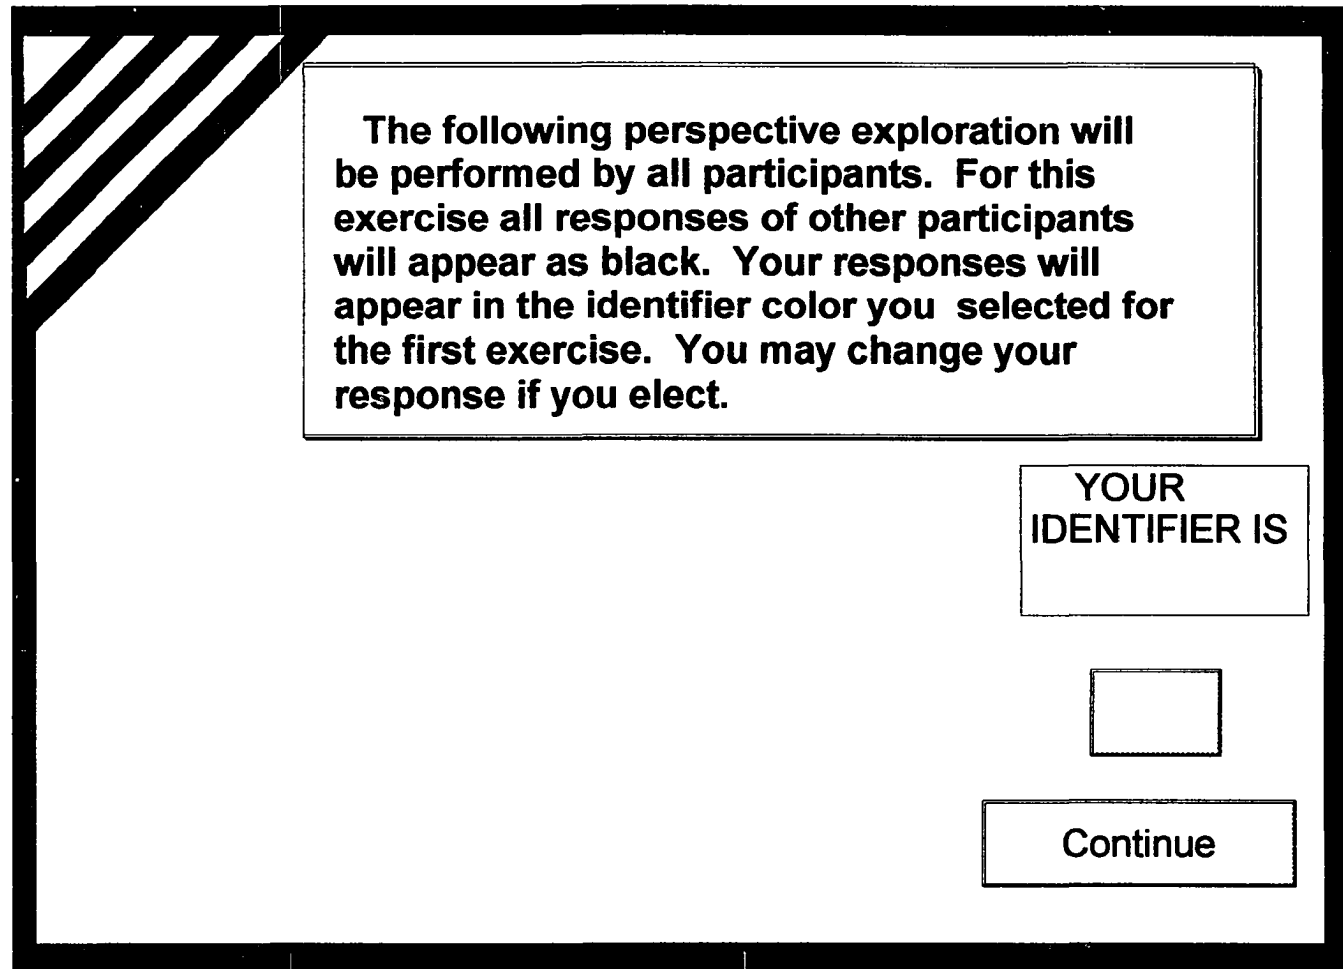 The following perspective exploration will
be performed by all participants.  For this
exercise all responses of other participants
will appear as black.  Your responses will
appear in the identifier color you  selected for
the first exercise.  You may change your
response if you elect.
YOUR
IDENTIFIER IS
Continue